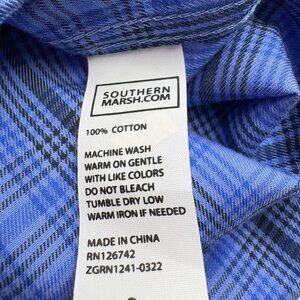 SOUTHERN
MARSH.COM
100% COTTON
MACHINE WASH
WARM ON GENTLE
WITH LIKE COLORS
DO NOT BLEACH
TUMBLE DRY LOW
WARM IRON IF NEEDED
MADE IN CHINA
RN126742
ZGRN1241-0322